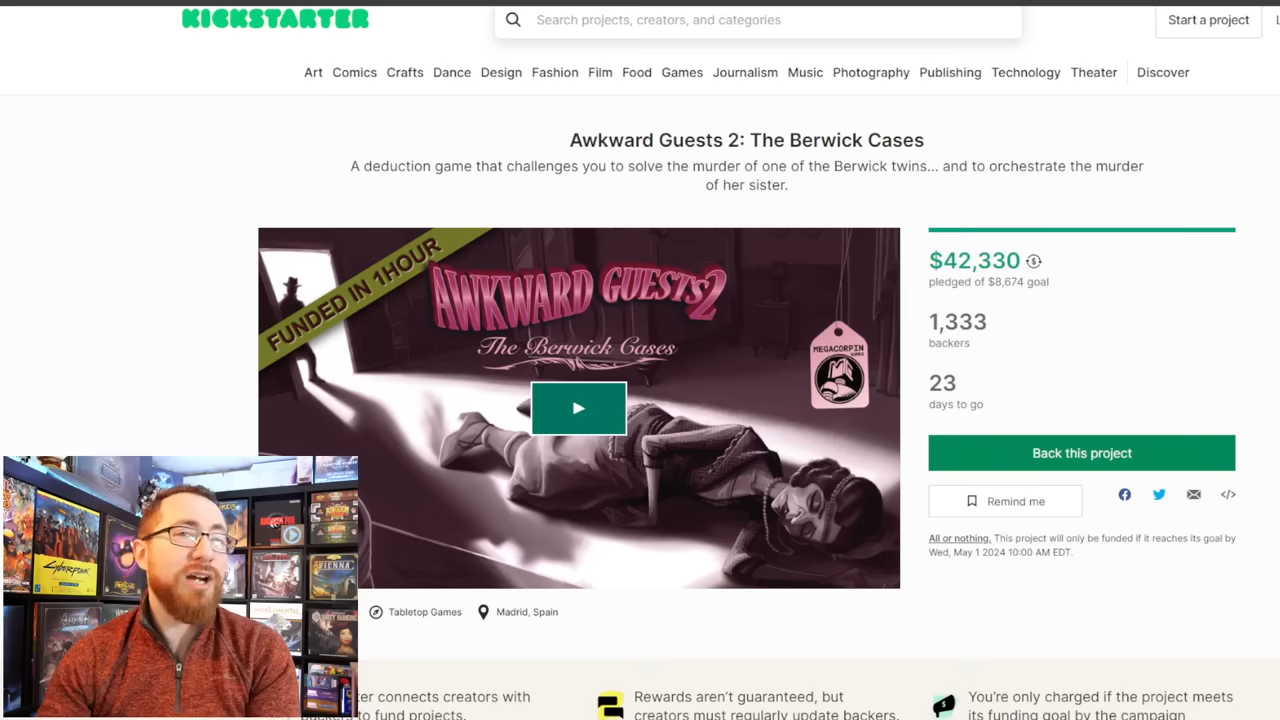 KICKSTARTER
Search projects, creators, and categories
Start a project
L
Art Comics Crafts Dance Design Fashion Film Food Games Journalism Music Photography Publishing Technology Theater Discover
Awkward Guests 2: The Berwick Cases
A deduction game that challenges you to solve the murder of one of the Berwick twins... and to orchestrate the murder
of her sister.
FUNDED IN 1HOUR
AWKWARD GUESTS 2
The Berwick Cases
MEGACORPIN
GAMES
$42,330
pledged of $8,674 goal
1,333
backers
23
days to go
Back this project
Remind me
All or nothing. This project will only be funded if it reaches its goal by
Wed, May 1 2024 10:00 AM EDT.
CYBERPUNK
VIENNA
Tabletop Games
Madrid, Spain
ter connects creators with
backers to fund projects.
Rewards aren't guaranteed, but
creators must regularly update backers.
You're only charged if the project meets
its funding goal by the campaign